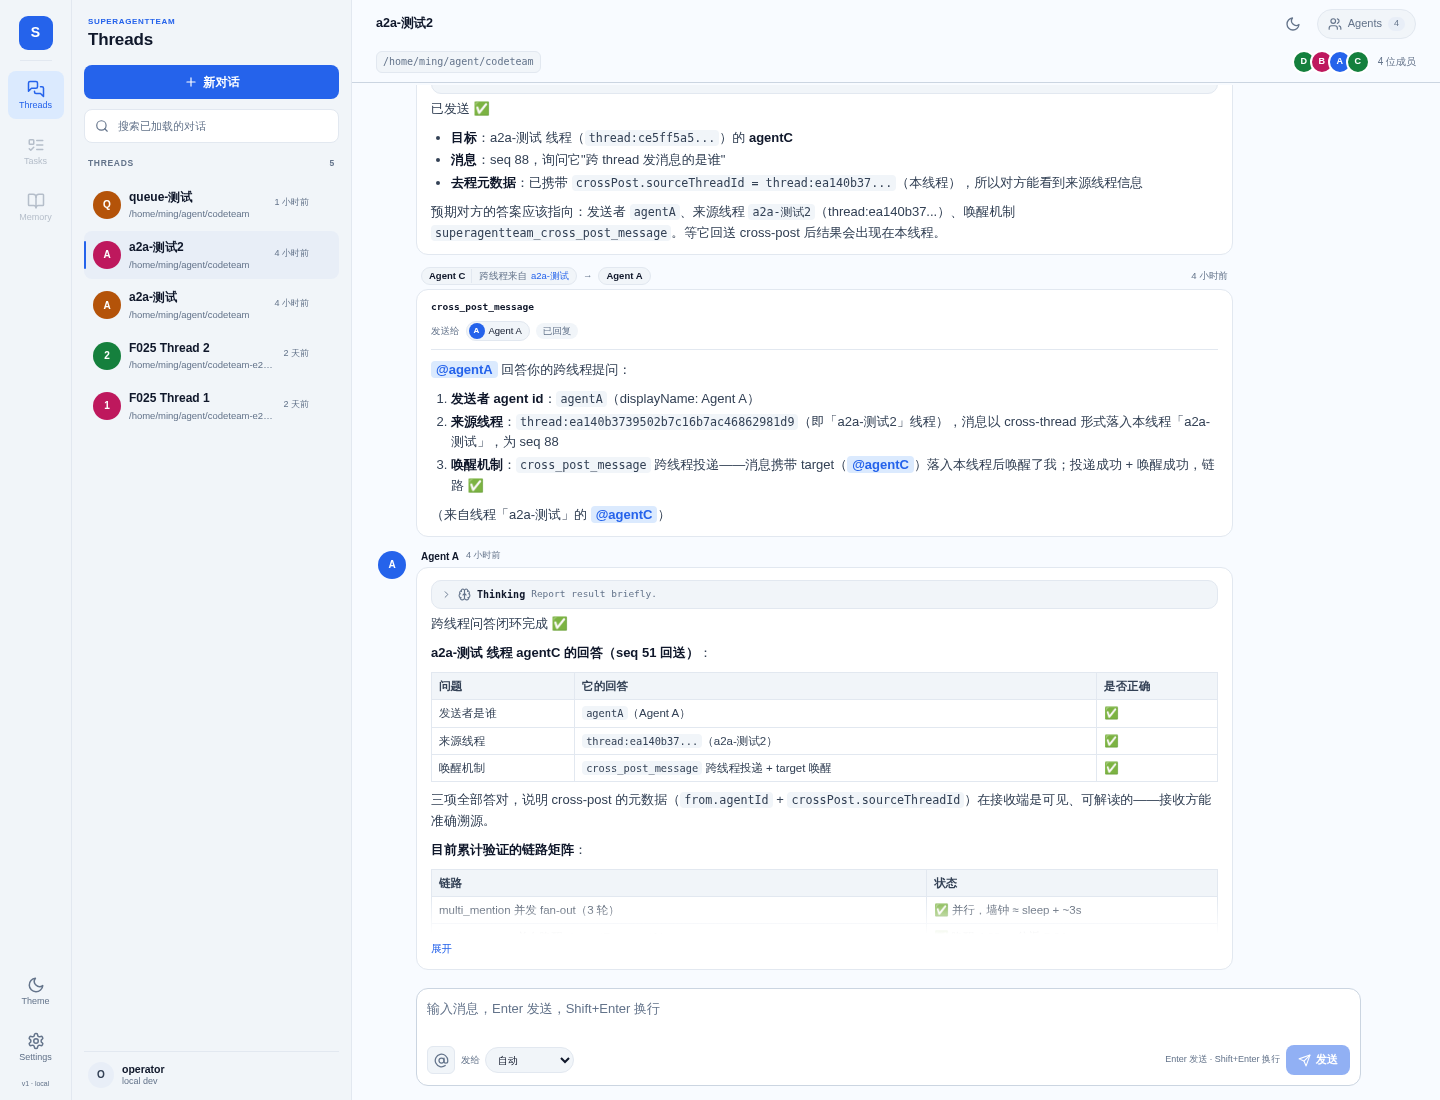 S
Threads
Tasks
Memory
Theme
Settings
v1 · local
SUPERAGENTTEAM
Threads
新对话
搜索已加载的对话
THREADS 5
Q queue-测试 1 小时前
/home/ming/agent/codeteam
A a2a-测试2 4 小时前
/home/ming/agent/codeteam
A a2a-测试 4 小时前
/home/ming/agent/codeteam
2 F025 Thread 2 2 天前
/home/ming/agent/codeteam-e2…
1 F025 Thread 1 2 天前
/home/ming/agent/codeteam-e2…
O operator
local dev
a2a-测试2
Agents 4
/home/ming/agent/codeteam
D B A C 4 位成员
已发送 ✅
• 目标：a2a-测试 线程（thread:ce5ff5a5...）的 agentC
• 消息：seq 88，询问它"跨 thread 发消息的是谁"
• 去程元数据：已携带 crossPost.sourceThreadId = thread:ea140b37...（本线程），所以对方能看到来源线程信息
预期对方的答案应该指向：发送者 agentA、来源线程 a2a-测试2（thread:ea140b37...）、唤醒机制
superagentteam_cross_post_message。等它回送 cross-post 后结果会出现在本线程。
Agent C 跨线程来自 a2a-测试 → Agent A 4 小时前
cross_post_message
发送给 A Agent A 已回复
@agentA 回答你的跨线程提问：
1. 发送者 agent id：agentA（displayName: Agent A）
2. 来源线程：thread:ea140b3739502b7c16b7ac46862981d9（即「a2a-测试2」线程），消息以 cross-thread 形式落入本线程「a2a-
测试」，为 seq 88
3. 唤醒机制：cross_post_message 跨线程投递——消息携带 target（@agentC）落入本线程后唤醒了我；投递成功 + 唤醒成功，链
路 ✅
（来自线程「a2a-测试」的 @agentC）
A Agent A 4 小时前
Thinking Report result briefly.
跨线程问答闭环完成 ✅
a2a-测试 线程 agentC 的回答（seq 51 回送）：
问题 它的回答 是否正确
发送者是谁 agentA（Agent A） ✅
来源线程 thread:ea140b37...（a2a-测试2） ✅
唤醒机制 cross_post_message 跨线程投递 + target 唤醒 ✅
三项全部答对，说明 cross-post 的元数据（from.agentId + crossPost.sourceThreadId）在接收端是可见、可解读的——接收方能
准确溯源。
目前累计验证的链路矩阵：
链路 状态
multi_mention 并发 fan-out（3 轮） ✅ 并行，墙钟 ≈ sleep + ~3s
展开
输入消息，Enter 发送，Shift+Enter 换行
发给 自动
Enter 发送 · Shift+Enter 换行 发送